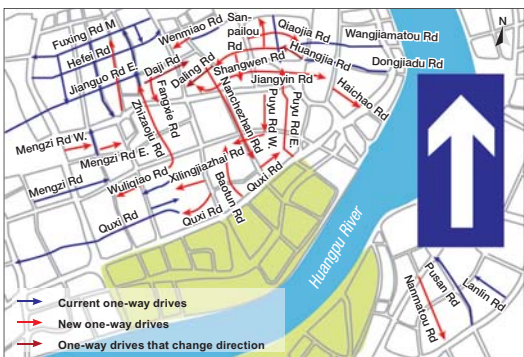 Fuxing Rd M
Wenmiao Rd
San-
pailou
Rd
Qiaojia Rd
Wangjiamatou Rd
Hefei Rd
Huangjia Rd
Dongjiadu Rd
Jianguo Rd E.
Daji Rd
Daling Rd
Shangwen Rd
Jiangyin Rd
Haichao Rd
Fangxie Rd
Zhizaoju Rd
Nanchezhan Rd
Puyu Rd W.
Puyu Rd E.
Mengzi Rd W.
Mengzi Rd E.
Mengzi Rd
Wuliqiao Rd
Xilingjiazhai Rd
Baotun Rd
Quxi Rd
Quxi Rd
Quxi Rd
Huangpu River
Nanmatou Rd
Pusan Rd
Lanlin Rd
N
Current one-way drives
New one-way drives
One-way drives that change direction